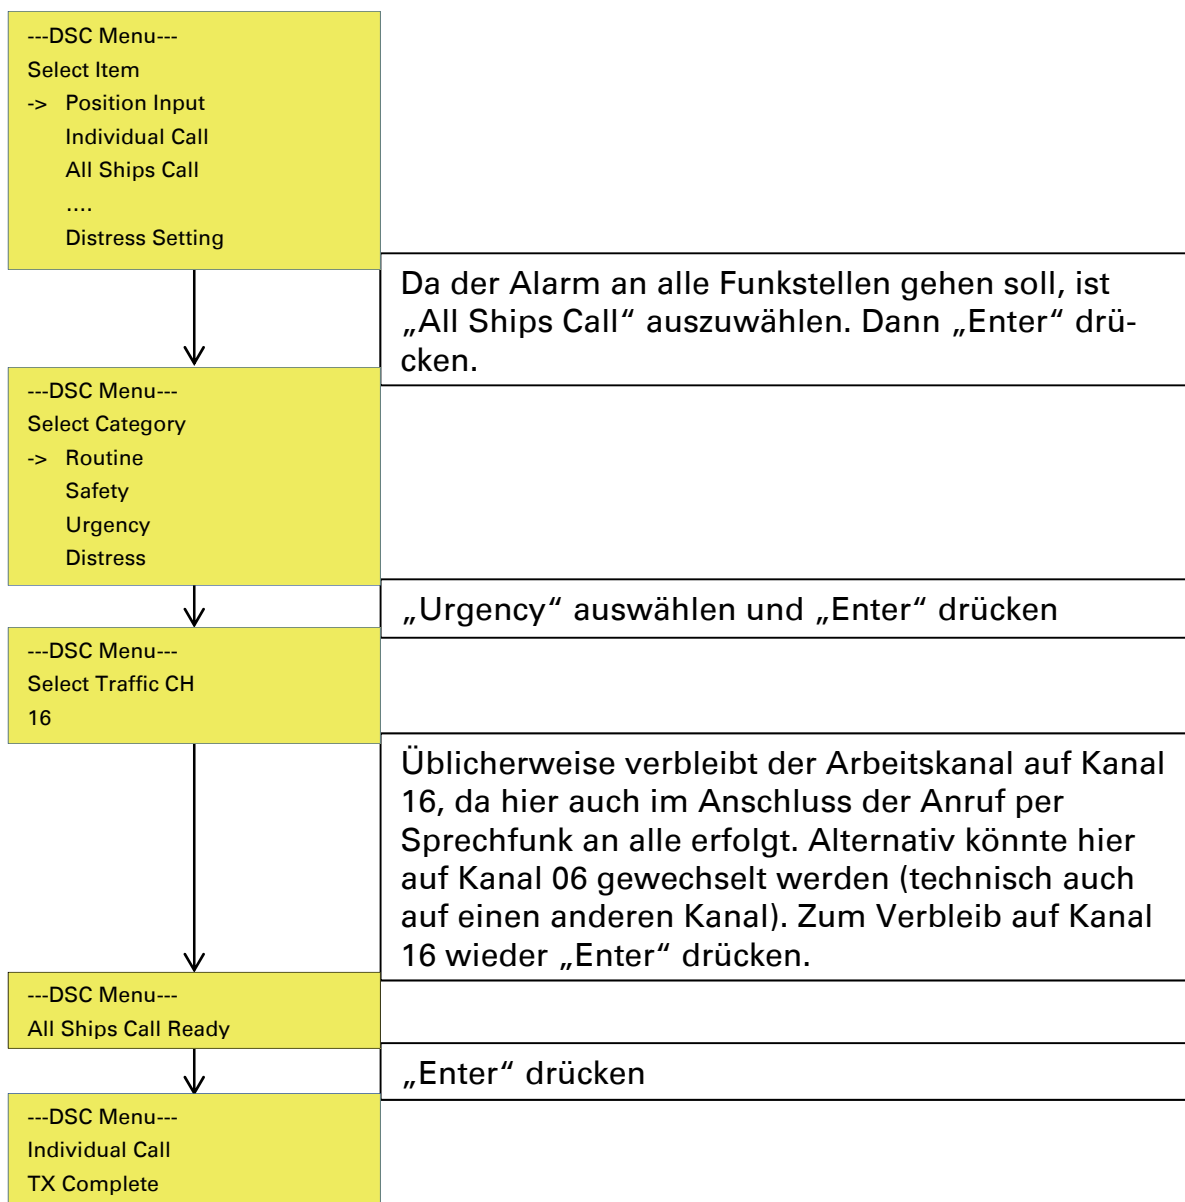 ---DSC Menu---
Select Item
-> Position Input
Individual Call
All Ships Call
....
Distress Setting
Da der Alarm an alle Funkstellen gehen soll, ist
„All Ships Call“ auszuwählen. Dann „Enter“ drü-
cken.
---DSC Menu---
Select Category
-> Routine
Safety
Urgency
Distress
„Urgency“ auswählen und „Enter“ drücken
---DSC Menu---
Select Traffic CH
16
Üblicherweise verbleibt der Arbeitskanal auf Kanal
16, da hier auch im Anschluss der Anruf per
Sprechfunk an alle erfolgt. Alternativ könnte hier
auf Kanal 06 gewechselt werden (technisch auch
auf einen anderen Kanal). Zum Verbleib auf Kanal
16 wieder „Enter“ drücken.
---DSC Menu---
All Ships Call Ready
„Enter“ drücken
---DSC Menu---
Individual Call
TX Complete